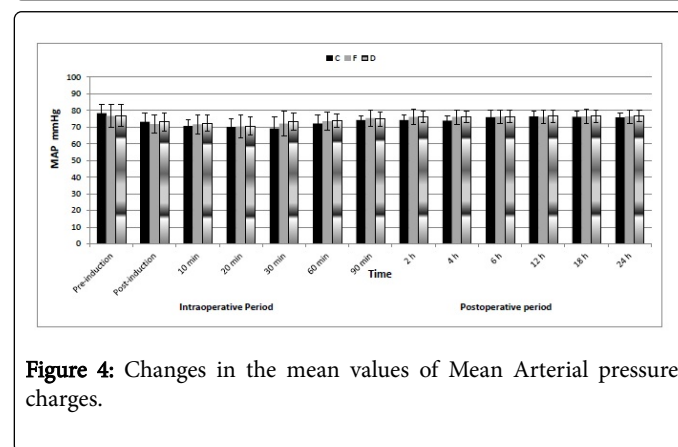 C F D
100
90
80
70
60
50
40
30
20
10
0
MAP mmHg
Pre-induction Post-induction 10 min 20 min 30 min 60 min 90 min 2 h 4 h 6 h 12 h 18 h 24 h
Time
Intraoperative Period Postoperative period
Figure 4: Changes in the mean values of Mean Arterial pressure
charges.